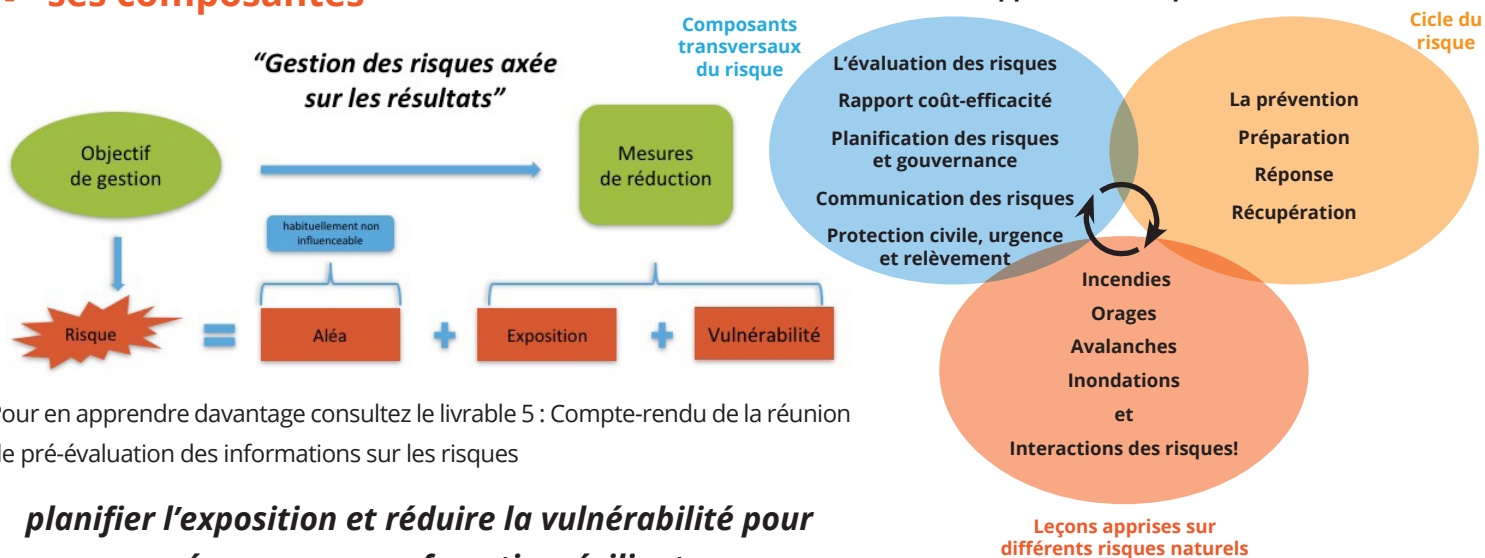 ses composantes
“Gestion des risques axée
sur les résultats”
Objectif
de gestion
Mesures
de réduction
habituellement non
influenceable
Risque
=
Aléa
+
Exposition
+
Vulnérabilité
Pour en apprendre davantage consultez le livrable 5 : Compte-rendu de la réunion
de pré-évaluation des informations sur les risques
planifier l’exposition et réduire la vulnérabilité pour
Composants
transversaux
du risque
L’évaluation des risques
Rapport coût-efficacité
Planification des risques
et gouvernance
Communication des risques
Protection civile, urgence
et relèvement
Cicle du
risque
La prévention
Préparation
Réponse
Récupération
Incendies
Orages
Avalanches
Inondations
et
Interactions des risques!
Leçons apprises sur
différents risques naturels